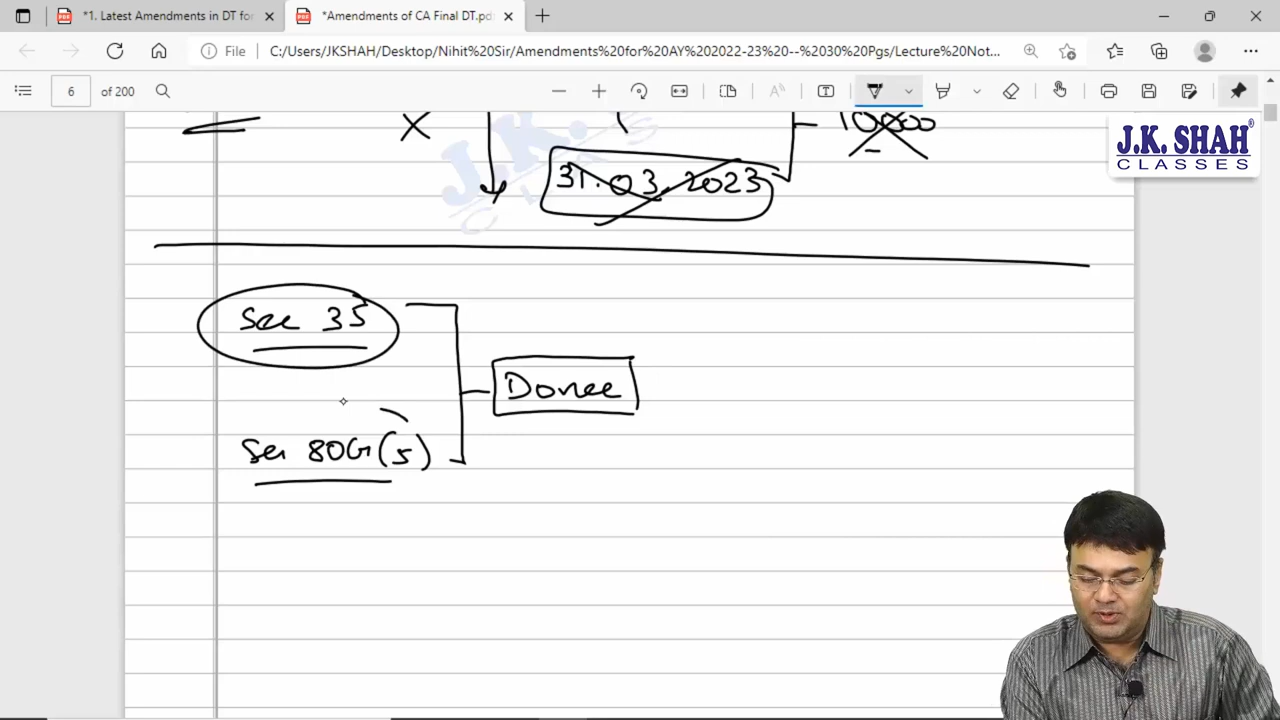 *1. Latest Amendments in DT for
*Amendments of CA Final DT.pd
File
C:/Users/JKSHAH/Desktop/Nihit%20Sir/Amendments%20for%20AY%202022-23%20--%2030%20Pgs/Lecture%20Not...
6 of 200
J.K. SHAH®
CLASSES
X
10000
31.03.2023
J.K.
Sec 35
Donee
Sec 80G(5)